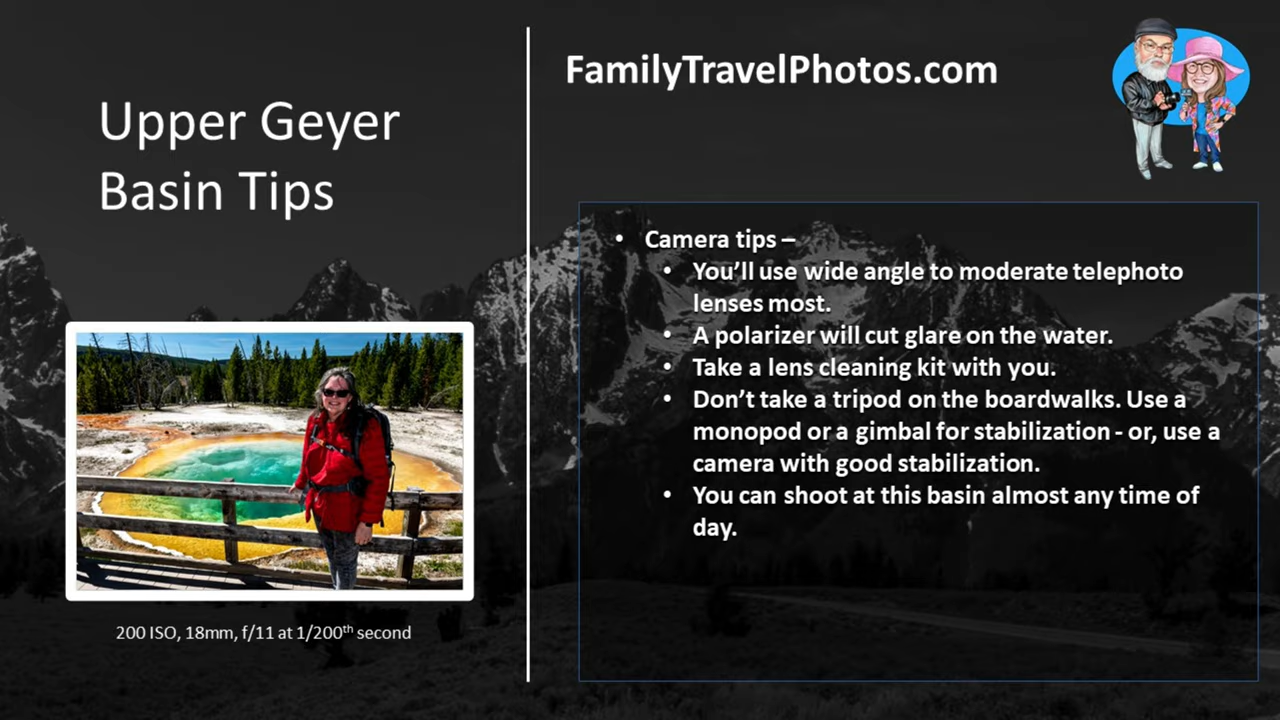 Upper Geyer
Basin Tips
200 ISO, 18mm, f/11 at 1/200th second
FamilyTravelPhotos.com
• Camera tips –
• You’ll use wide angle to moderate telephoto
lenses most.
• A polarizer will cut glare on the water.
• Take a lens cleaning kit with you.
• Don’t take a tripod on the boardwalks. Use a
monopod or a gimbal for stabilization - or, use a
camera with good stabilization.
• You can shoot at this basin almost any time of
day.